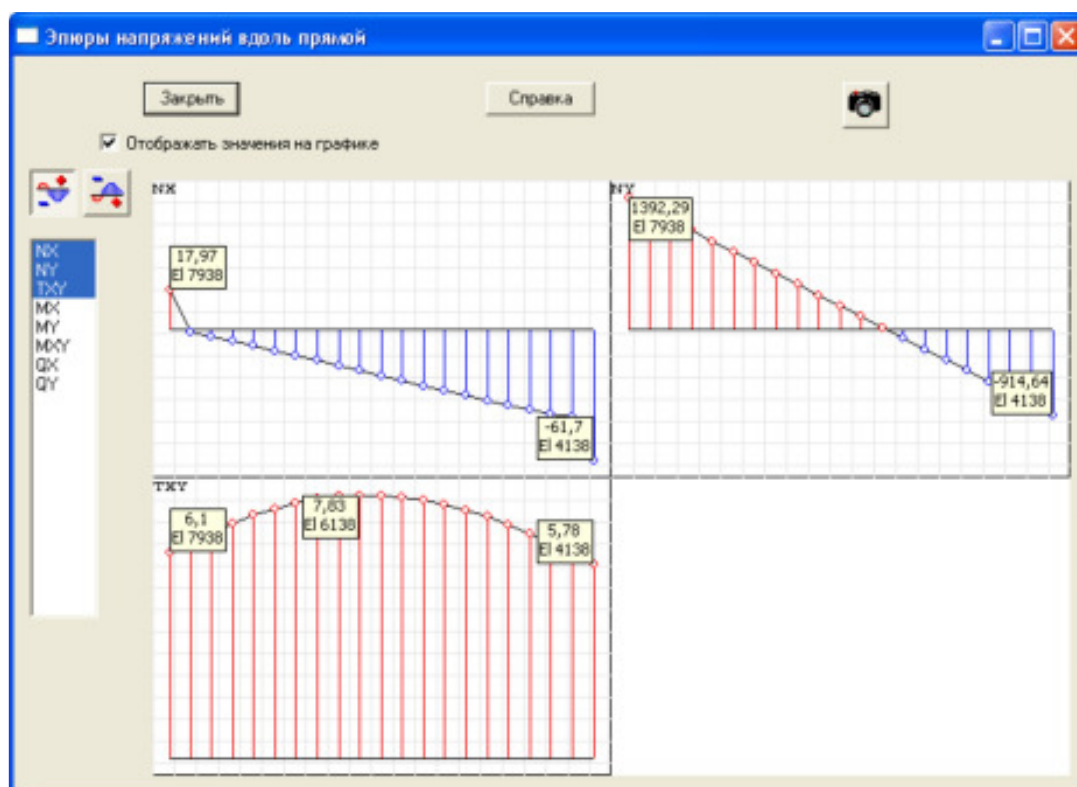 Эпюры напряжений вдоль прямой
Закрыть
Справка
Отображать значения на графике
NX
NY
TXY
MX
MY
MXY
QX
QY
NX
17,97
El 7938
-61,7
El 4138
NY
1392,29
El 7938
-914,64
El 4138
TXY
6,1
El 7938
7,83
El 6138
5,78
El 4138